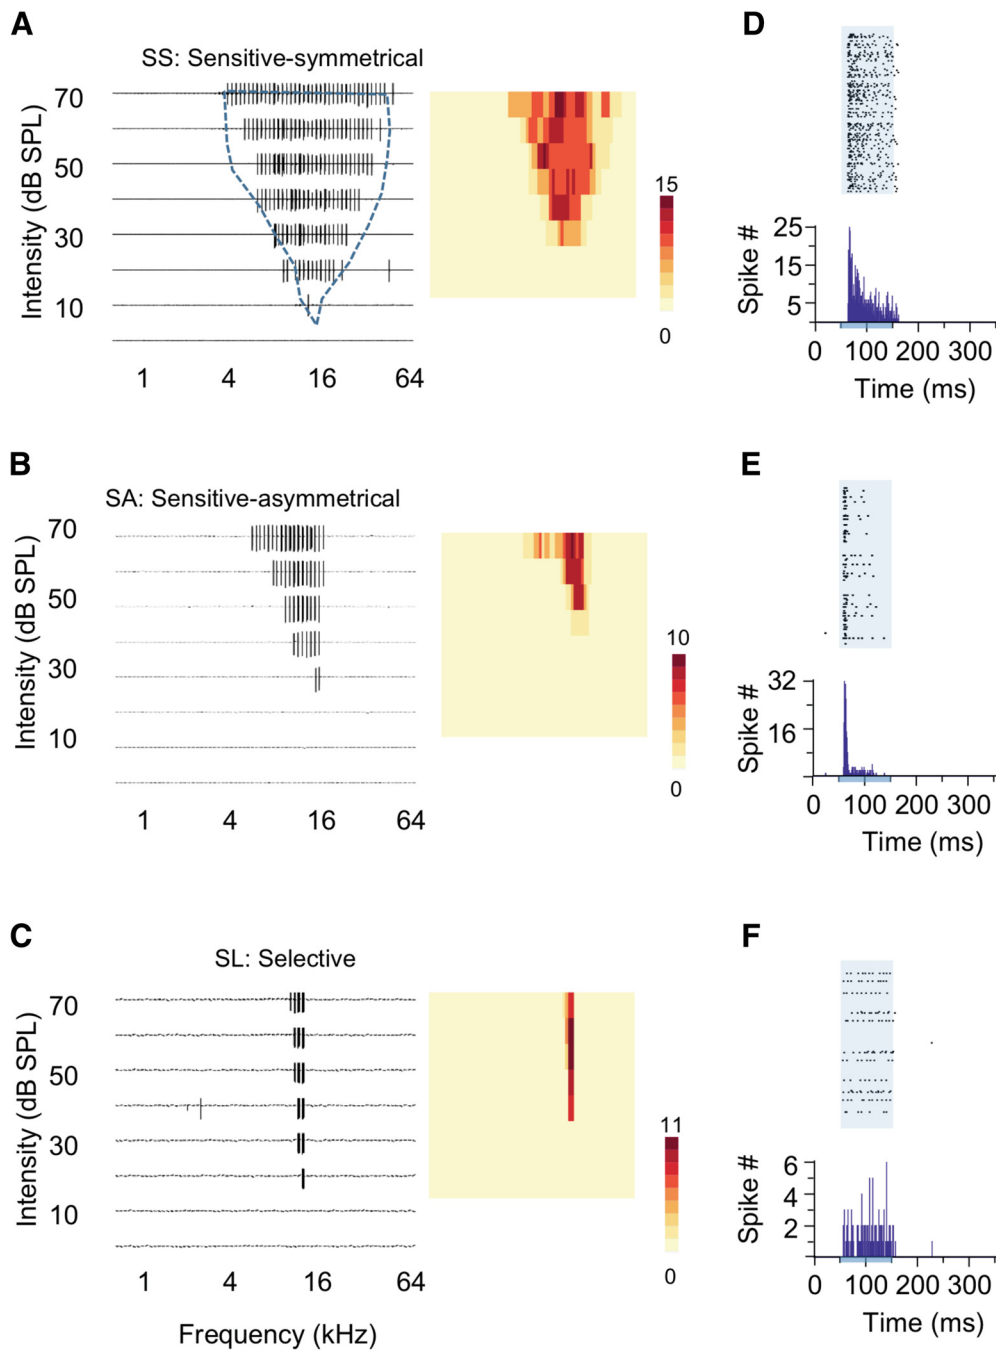 A
SS: Sensitive-symmetrical
70
50
30
10
Intensity (dB SPL)
1 4 16 64
15
0
D
Spike #
25
15
5
0 100 200 300
Time (ms)
B
SA: Sensitive-asymmetrical
70
50
30
10
Intensity (dB SPL)
1 4 16 64
10
0
E
Spike #
32
16
0 100 200 300
Time (ms)
C
SL: Selective
70
50
30
10
Intensity (dB SPL)
1 4 16 64
Frequency (kHz)
11
0
F
Spike #
6
4
2
0 100 200 300
Time (ms)